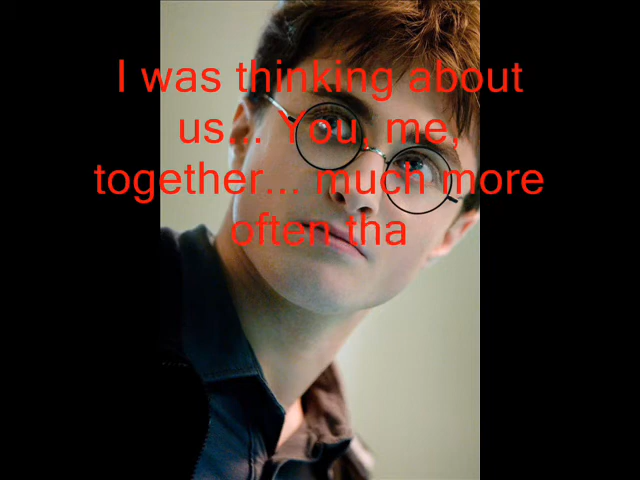 I was thinking about
us... You, me,
together... much more
often tha